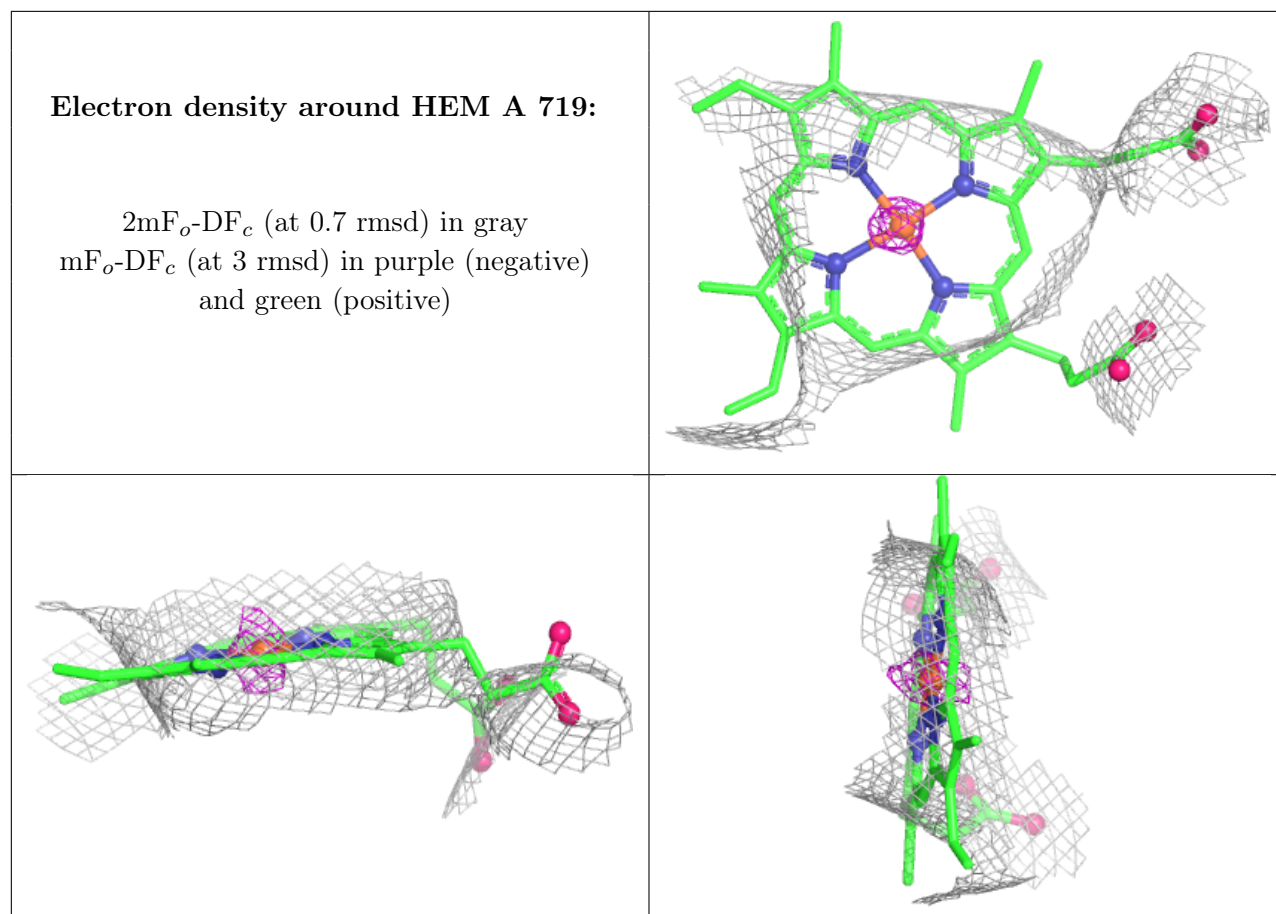 Electron density around HEM A 719:
2mFo-DFc (at 0.7 rmsd) in gray
mFo-DFc (at 3 rmsd) in purple (negative)
and green (positive)